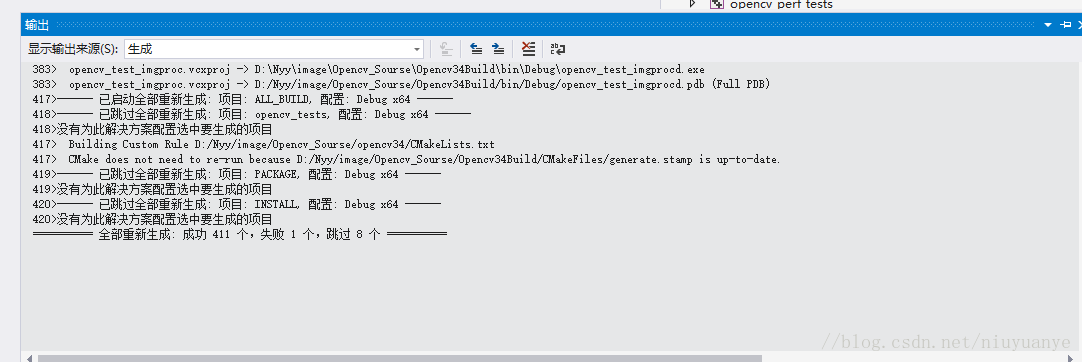 opencv_perf_tests
输出
显示输出来源(S): 生成
383>  opencv_test_imgproc.vcxproj -> D:\Nyy\image\Opencv_Sourse\Opencv34Build\bin\Debug\opencv_test_imgprocd.exe
383>  opencv_test_imgproc.vcxproj -> D:/Nyy/image/Opencv_Sourse/Opencv34Build/bin/Debug/opencv_test_imgprocd.pdb (Full PDB)
417>------ 已启动全部重新生成: 项目: ALL_BUILD, 配置: Debug x64 ------
418>------ 已跳过全部重新生成: 项目: opencv_tests, 配置: Debug x64 ------
418>没有为此解决方案配置选中要生成的项目
417>  Building Custom Rule D:/Nyy/image/Opencv_Sourse/opencv34/CMakeLists.txt
417>  CMake does not need to re-run because D:/Nyy/image/Opencv_Sourse/Opencv34Build/CMakeFiles/generate.stamp is up-to-date.
419>------ 已跳过全部重新生成: 项目: PACKAGE, 配置: Debug x64 ------
419>没有为此解决方案配置选中要生成的项目
420>------ 已跳过全部重新生成: 项目: INSTALL, 配置: Debug x64 ------
420>没有为此解决方案配置选中要生成的项目
========== 全部重新生成: 成功 411 个，失败 1 个，跳过 8 个 ==========
//blog.csdn.net/niuyuanye